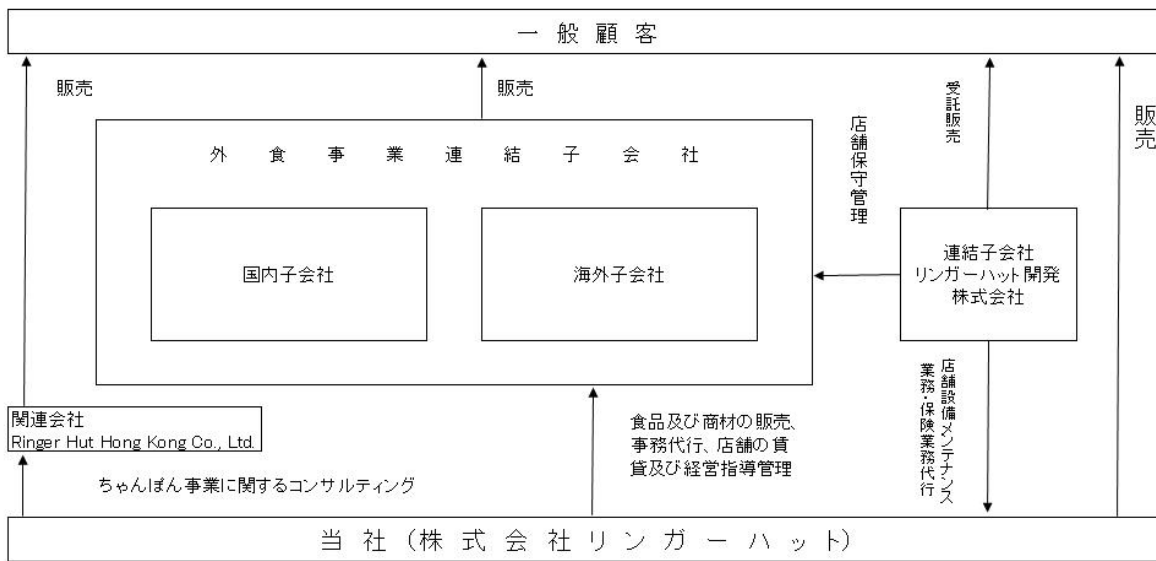 一般顧客
販売
販売
受託販売
販売
店舗保守管理
外食事業連結子会社
国内子会社
海外子会社
連結子会社
リンガーハット開発
株式会社
関連会社
Ringer Hut Hong Kong Co., Ltd.
ちゃんぽん事業に関するコンサルティング
食品及び商材の販売、
事務代行、店舗の賃
貸及び経営指導管理
店舗設備メンテナンス
業務・保険業務代行
当社(株式会社リンガーハット)